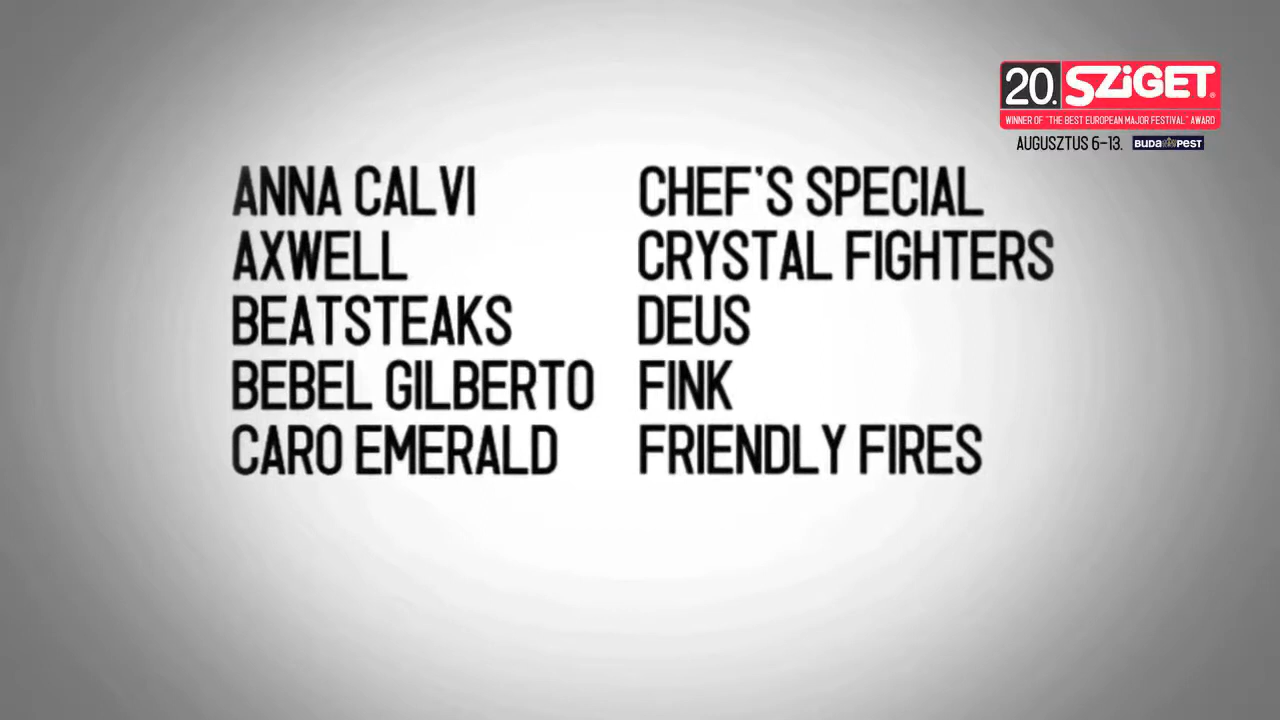 20. SZiGET
WINNER OF "THE BEST EUROPEAN MAJOR FESTIVAL" AWARD
AUGUSZTUS 6-13. BUDAPEST
ANNA CALVI
AXWELL
BEATSTEAKS
BEBEL GILBERTO
CARO EMERALD
CHEF'S SPECIAL
CRYSTAL FIGHTERS
DEUS
FINK
FRIENDLY FIRES